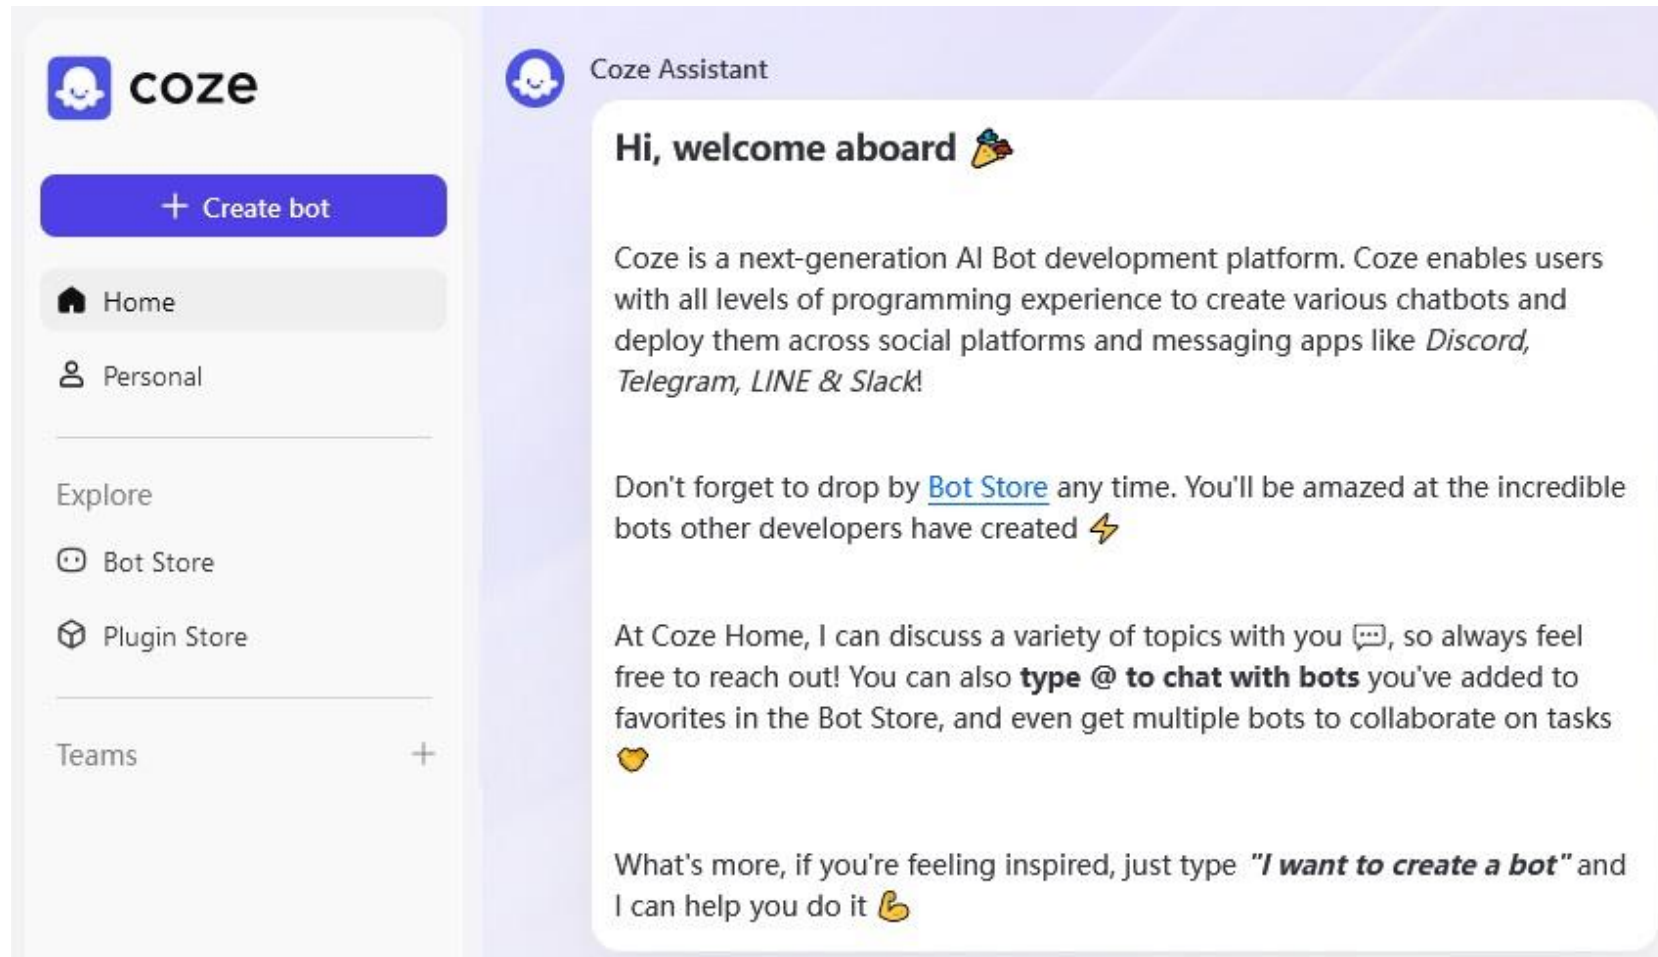 coze
+ Create bot
Home
Personal
Explore
Bot Store
Plugin Store
Teams +
Coze Assistant
Hi, welcome aboard 🎉
Coze is a next-generation AI Bot development platform. Coze enables users
with all levels of programming experience to create various chatbots and
deploy them across social platforms and messaging apps like Discord,
Telegram, LINE & Slack!
Don't forget to drop by Bot Store any time. You'll be amazed at the incredible
bots other developers have created ⚡
At Coze Home, I can discuss a variety of topics with you 💬, so always feel
free to reach out! You can also type @ to chat with bots you've added to
favorites in the Bot Store, and even get multiple bots to collaborate on tasks
🤝
What's more, if you're feeling inspired, just type "I want to create a bot" and
I can help you do it 💪